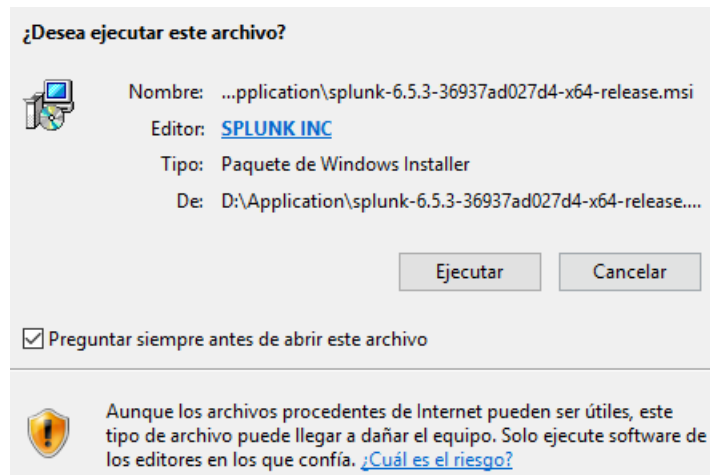 ¿Desea ejecutar este archivo?
Nombre: ...pplication\splunk-6.5.3-36937ad027d4-x64-release.msi
Editor: SPLUNK INC
Tipo: Paquete de Windows Installer
De: D:\Application\splunk-6.5.3-36937ad027d4-x64-release....
Ejecutar Cancelar
Preguntar siempre antes de abrir este archivo
Aunque los archivos procedentes de Internet pueden ser útiles, este
tipo de archivo puede llegar a dañar el equipo. Solo ejecute software de
los editores en los que confía. ¿Cuál es el riesgo?